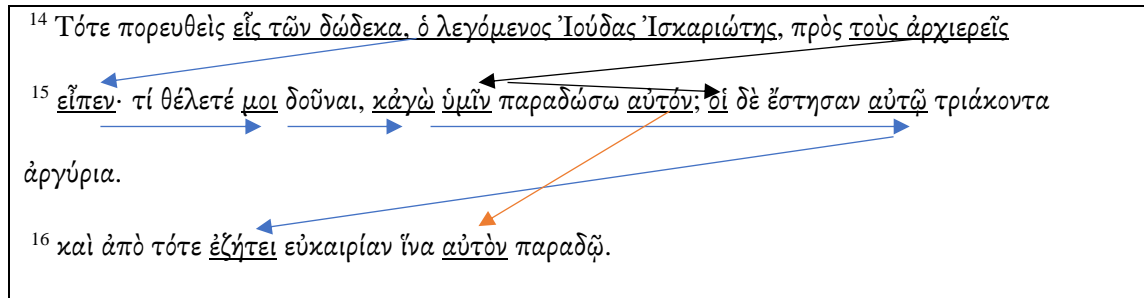 14 Τότε πορευθεὶς εἷς τῶν δώδεκα, ὁ λεγόμενος Ἰούδας Ἰσκαριώτης, πρὸς τοὺς ἀρχιερεῖς
15 εἶπεν· τί θέλετέ μοι δοῦναι, κἀγὼ ὑμῖν παραδώσω αὐτόν; οἱ δὲ ἔστησαν αὐτῷ τριάκοντα
ἀργύρια.
16 καὶ ἀπὸ τότε ἐζήτει εὐκαιρίαν ἵνα αὐτὸν παραδῷ.